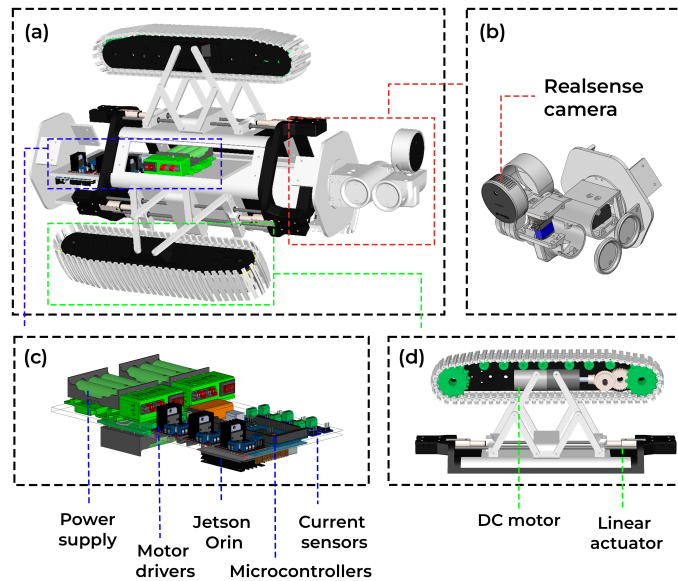 (a)
(b)
Realsense
camera
(c)
(d)
Power
supply
Motor
drivers
Jetson
Orin
Microcontrollers
Current
sensors
DC motor
Linear
actuator